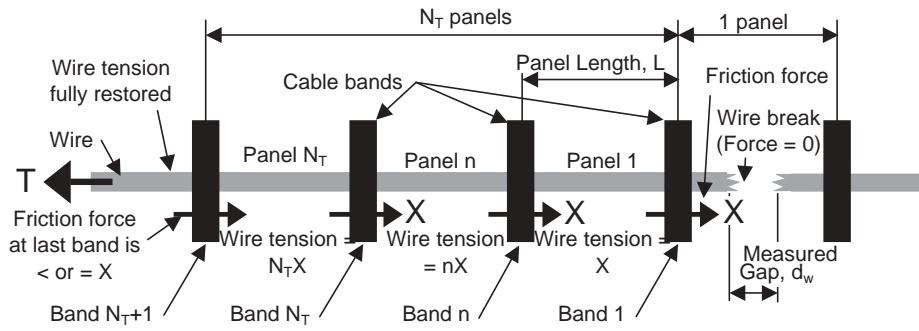 N_T panels
1 panel
Wire tension
fully restored
Cable bands
Panel Length, L
Friction force
Wire break
(Force = 0)
Wire
Panel N_T
Panel n
Panel 1
T
Friction force
at last band is
< or = X
X
X
X
Wire tension =
N_TX
Wire tension
= nX
Wire tension =
X
Measured
Gap, d_w
Band N_T+1
Band N_T
Band n
Band 1